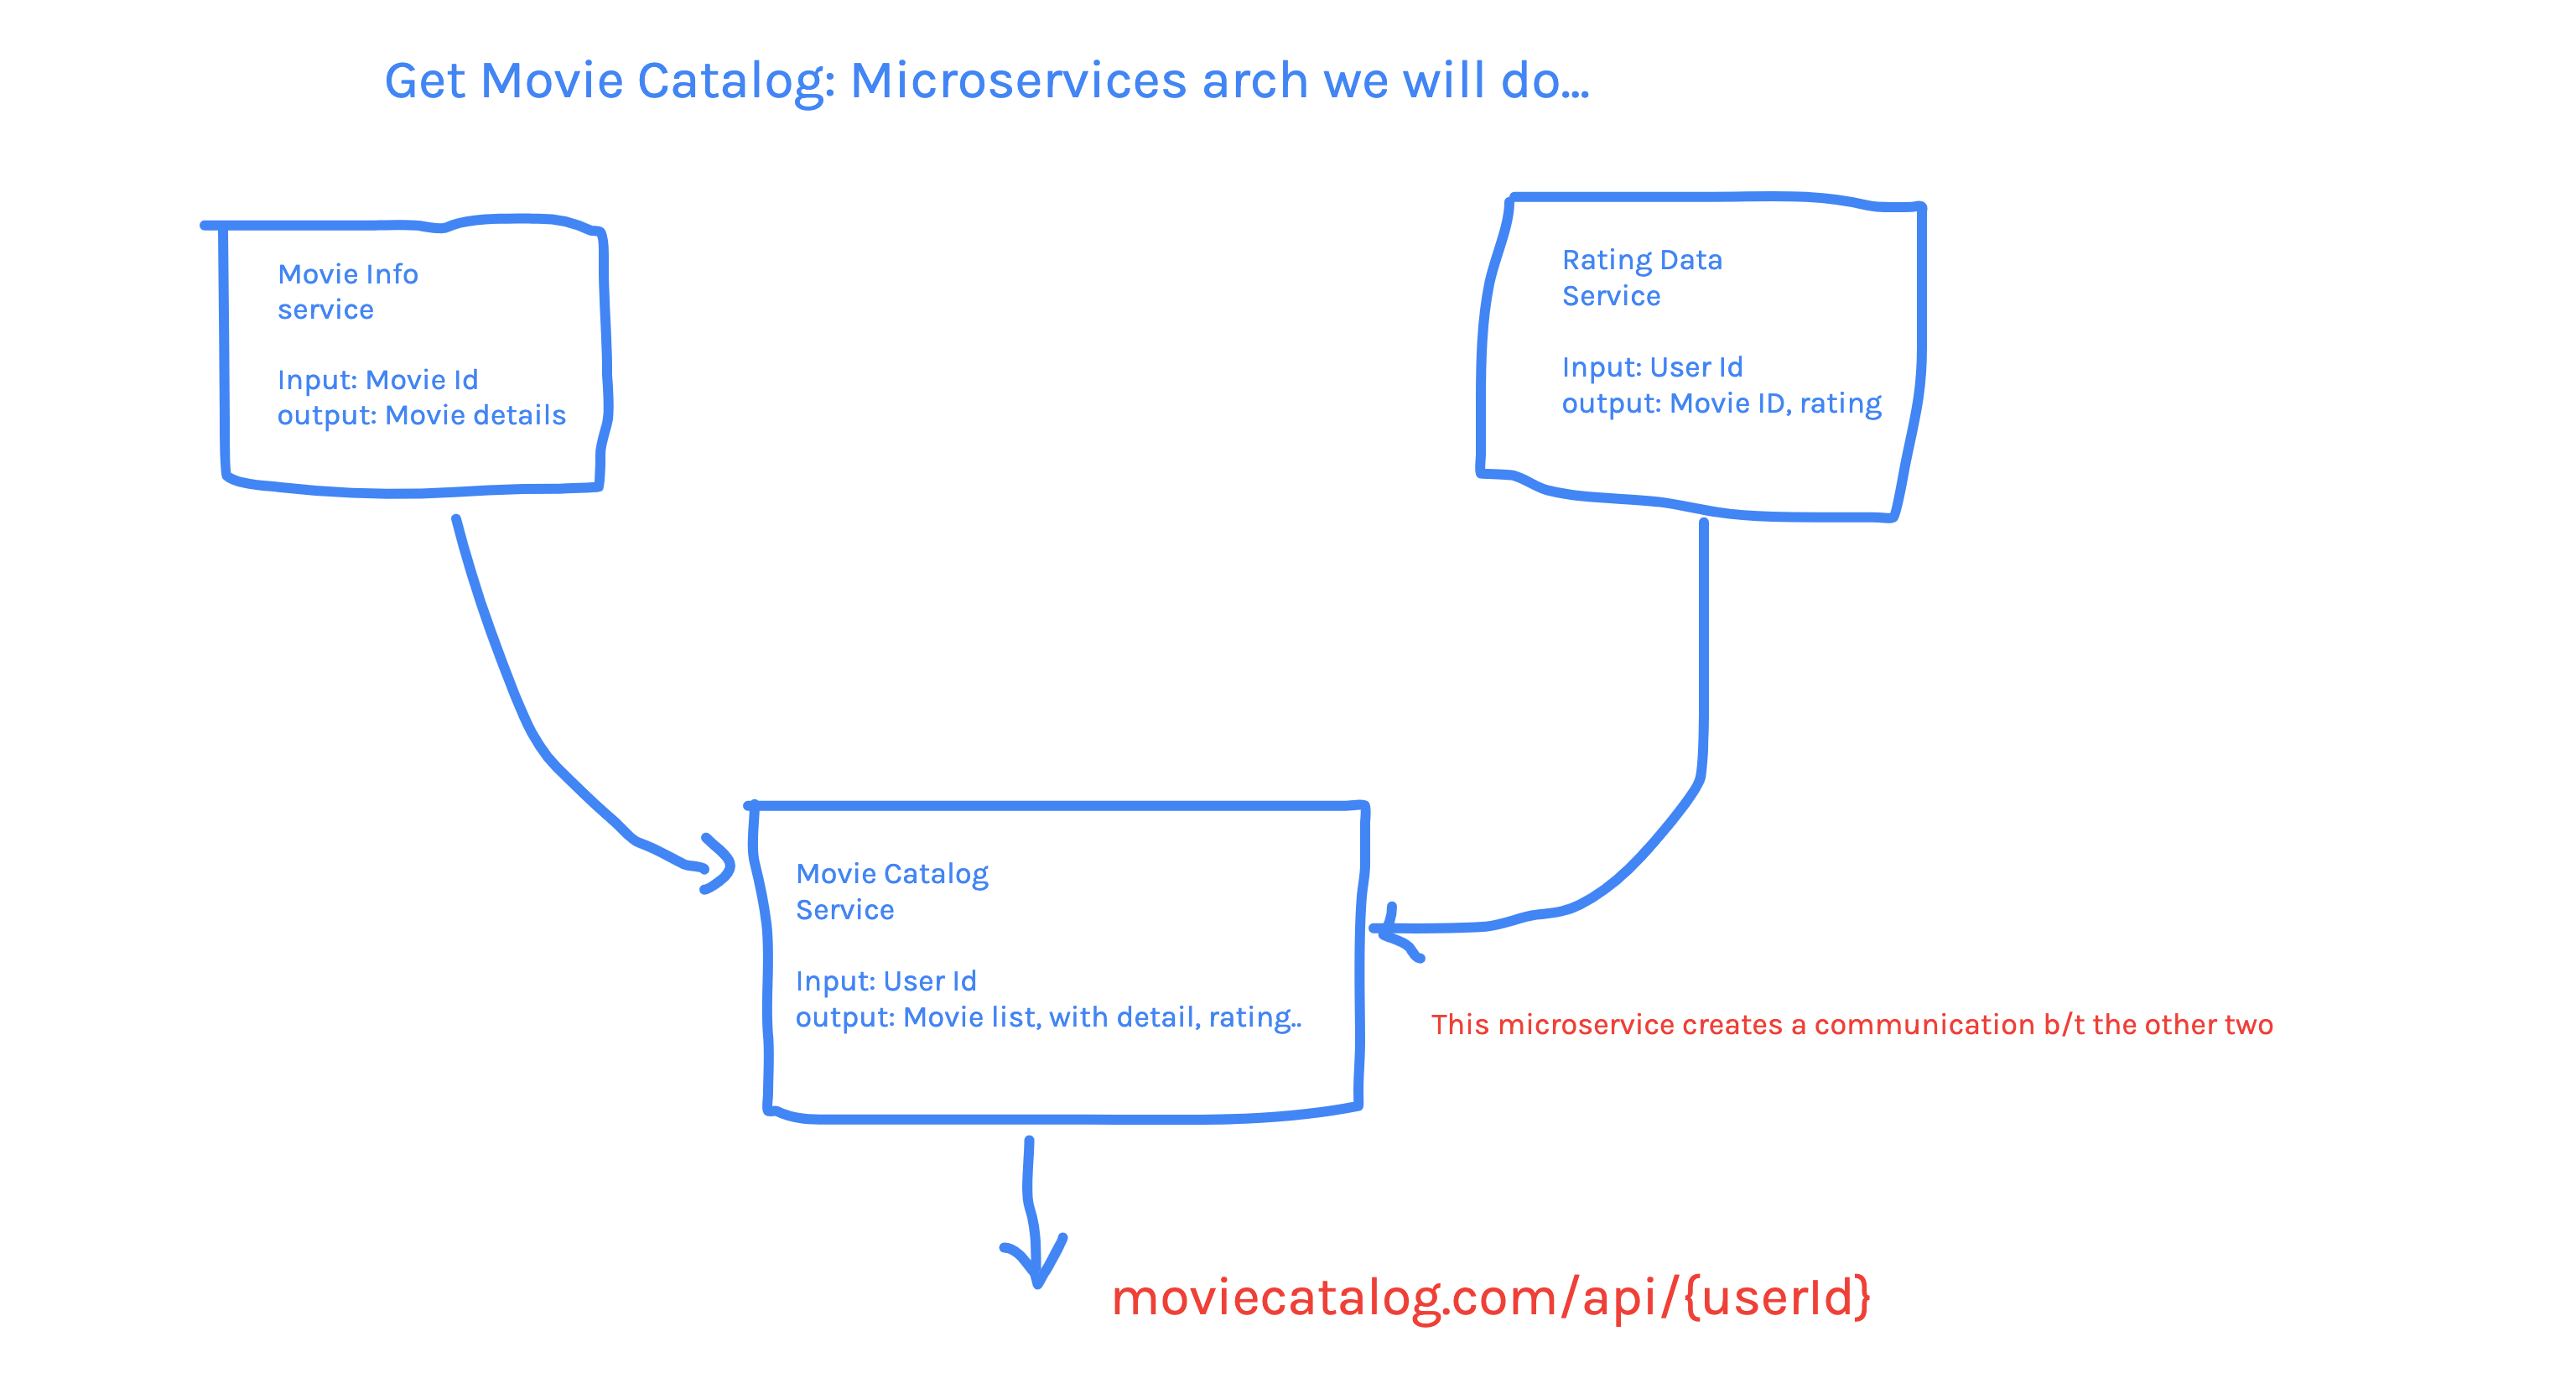 Get Movie Catalog: Microservices arch we will do...
Movie Info
service
Input: Movie Id
output: Movie details
Rating Data
Service
Input: User Id
output: Movie ID, rating
Movie Catalog
Service
Input: User Id
output: Movie list, with detail, rating..
This microservice creates a communication b/t the other two
moviecatalog.com/api/{userId}